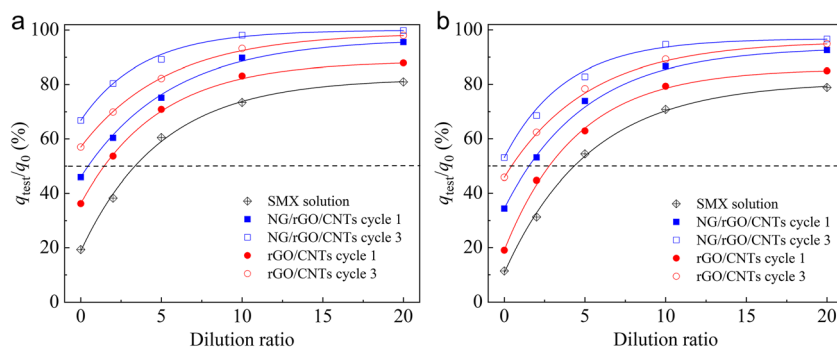 a
q_test/q_0 (%)
100
80
60
40
20
0
SMX solution
NG/rGO/CNTs cycle 1
NG/rGO/CNTs cycle 3
rGO/CNTs cycle 1
rGO/CNTs cycle 3
0 5 10 15 20
Dilution ratio
b
q_test/q_0 (%)
100
80
60
40
20
0
SMX solution
NG/rGO/CNTs cycle 1
NG/rGO/CNTs cycle 3
rGO/CNTs cycle 1
rGO/CNTs cycle 3
0 5 10 15 20
Dilution ratio